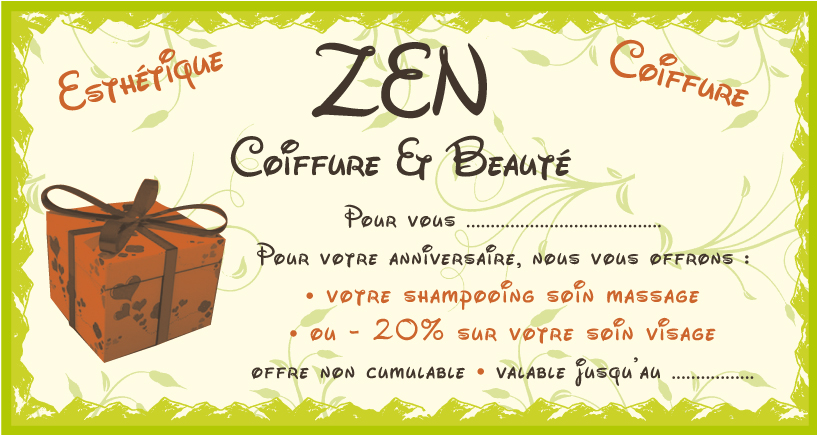 Esthétique
ZEN
Coiffure
Coiffure & Beauté
Pour vous .......................................
Pour votre anniversaire, nous vous offrons :
• votre shampooing soin massage
• ou - 20% sur votre soin visage
offre non cumulable • valable jusqu'au ................